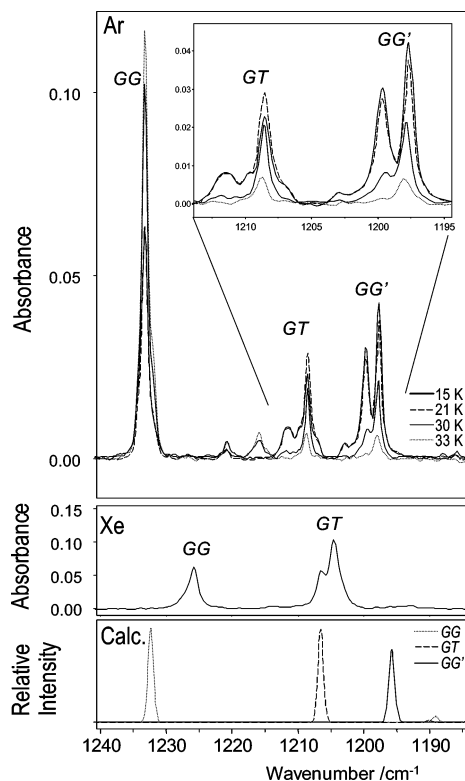 Ar
GG
GT
GG'
0.04
0.03
0.02
0.01
0.00
1210
1205
1200
1195
0.10
0.05
0.00
Absorbance
GT
GG'
15 K
21 K
30 K
33 K
Xe
0.15
0.10
0.05
0.00
Absorbance
GG
GT
Calc.
GG
GT
GG'
Relative
Intensity
1240
1230
1220
1210
1200
1190
Wavenumber /cm-1